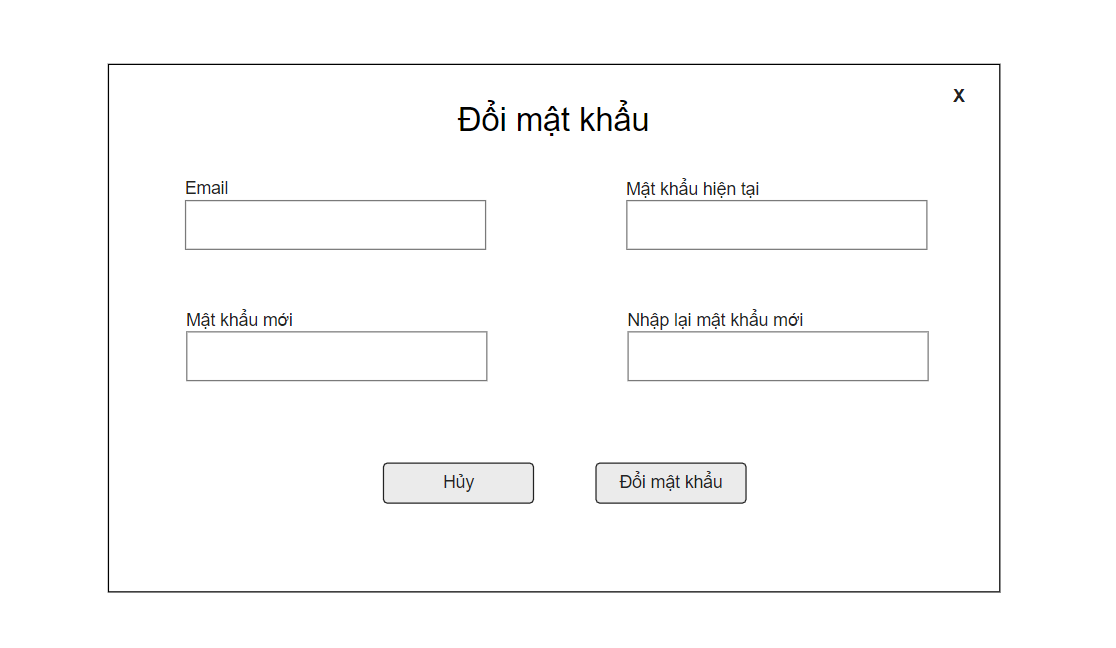 X
Đổi mật khẩu
Email
Mật khẩu hiện tại
Mật khẩu mới
Nhập lại mật khẩu mới
Hủy
Đổi mật khẩu